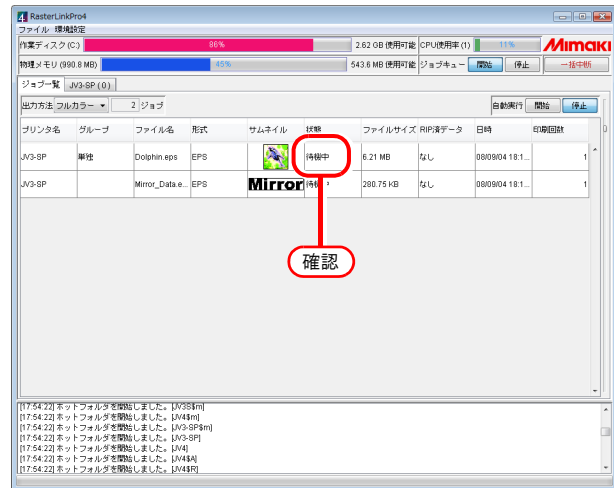 RasterLinkPro4
ファイル 環境設定
作業ディスク(C:) 86% 2.62 GB 使用可能 CPU使用率(1) 11% Mimaki
物理メモリ(990.8 MB) 45% 543.6 MB 使用可能 ジョブキュー 開始 停止 一括中断
ジョブ一覧 JV3-SP (0)
出力方法 フルカラー 2 ジョブ 自動実行 開始 停止
プリンタ名 グループ ファイル名 形式 サムネイル 状態 ファイルサイズ RIP済データ 日時 印刷回数
JV3-SP 単独 Dolphin.eps EPS 待機中 6.21 MB なし 08/09/04 18:1... 1
JV3-SP Mirror_Data.e... EPS Mirror 待機 280.75 KB なし 08/09/04 18:1... 1
確認
[17:54:22] ホットフォルダを開始しました。[JV3S$m]
[17:54:22] ホットフォルダを開始しました。[JV4$m]
[17:54:22] ホットフォルダを開始しました。[JV3-SP$m]
[17:54:22] ホットフォルダを開始しました。[JV3-SP]
[17:54:22] ホットフォルダを開始しました。[JV4]
[17:54:22] ホットフォルダを開始しました。[JV4$A]
[17:54:22] ホットフォルダを開始しました。[JV4$R]